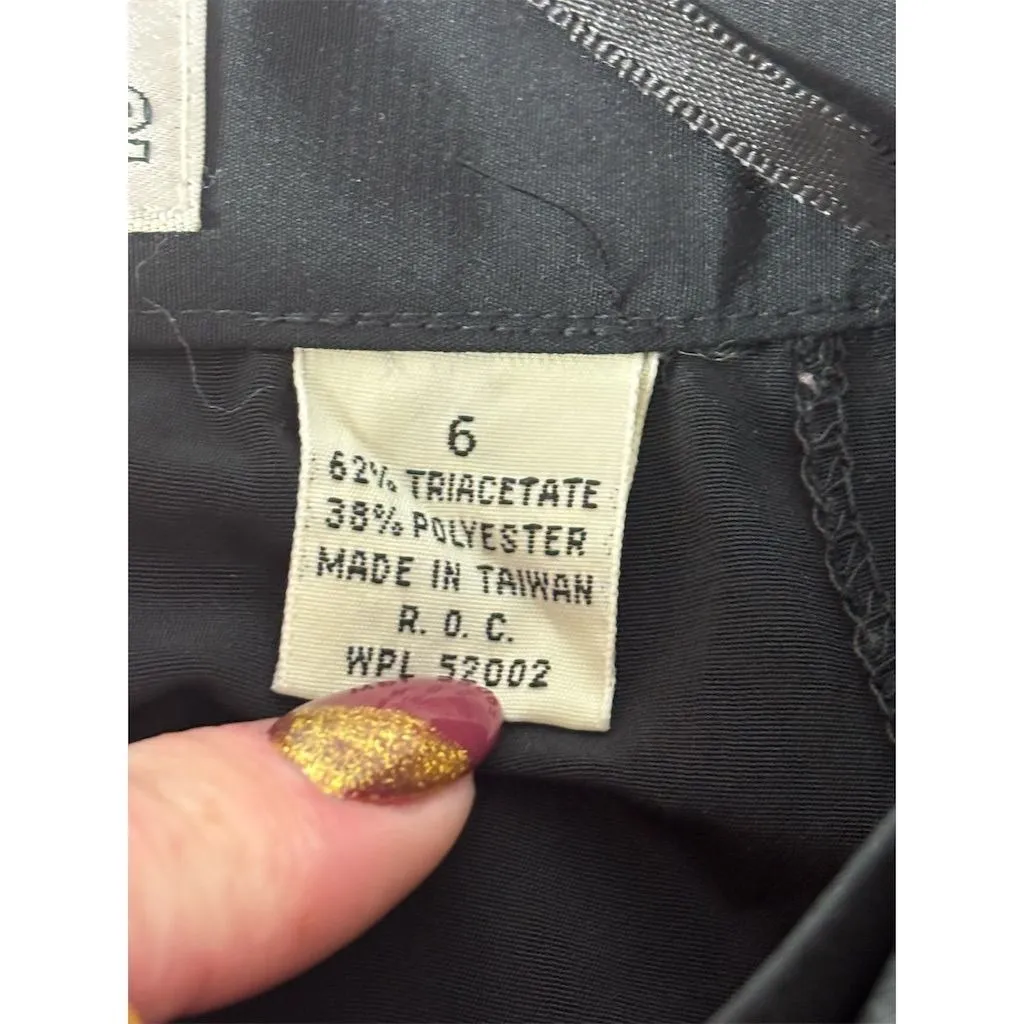 6
62% TRIACETATE
38% POLYESTER
MADE IN TAIWAN
R. O. C.
WPL 52002